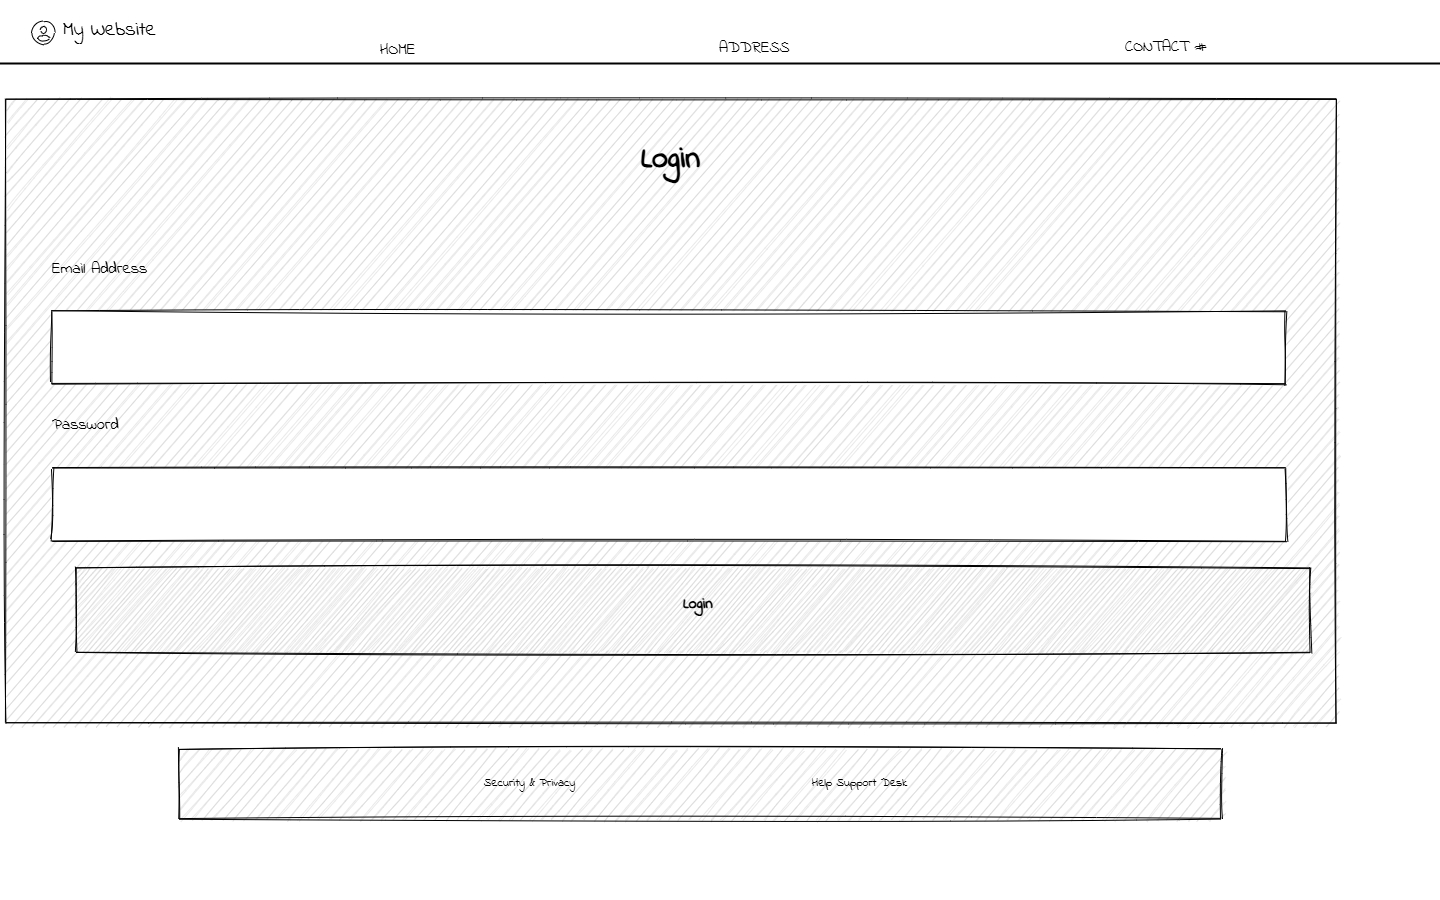 My Website
HOME
ADDRESS
CONTACT #
Login
Email Address
Password
Login
Security & Privacy
Help Support Desk